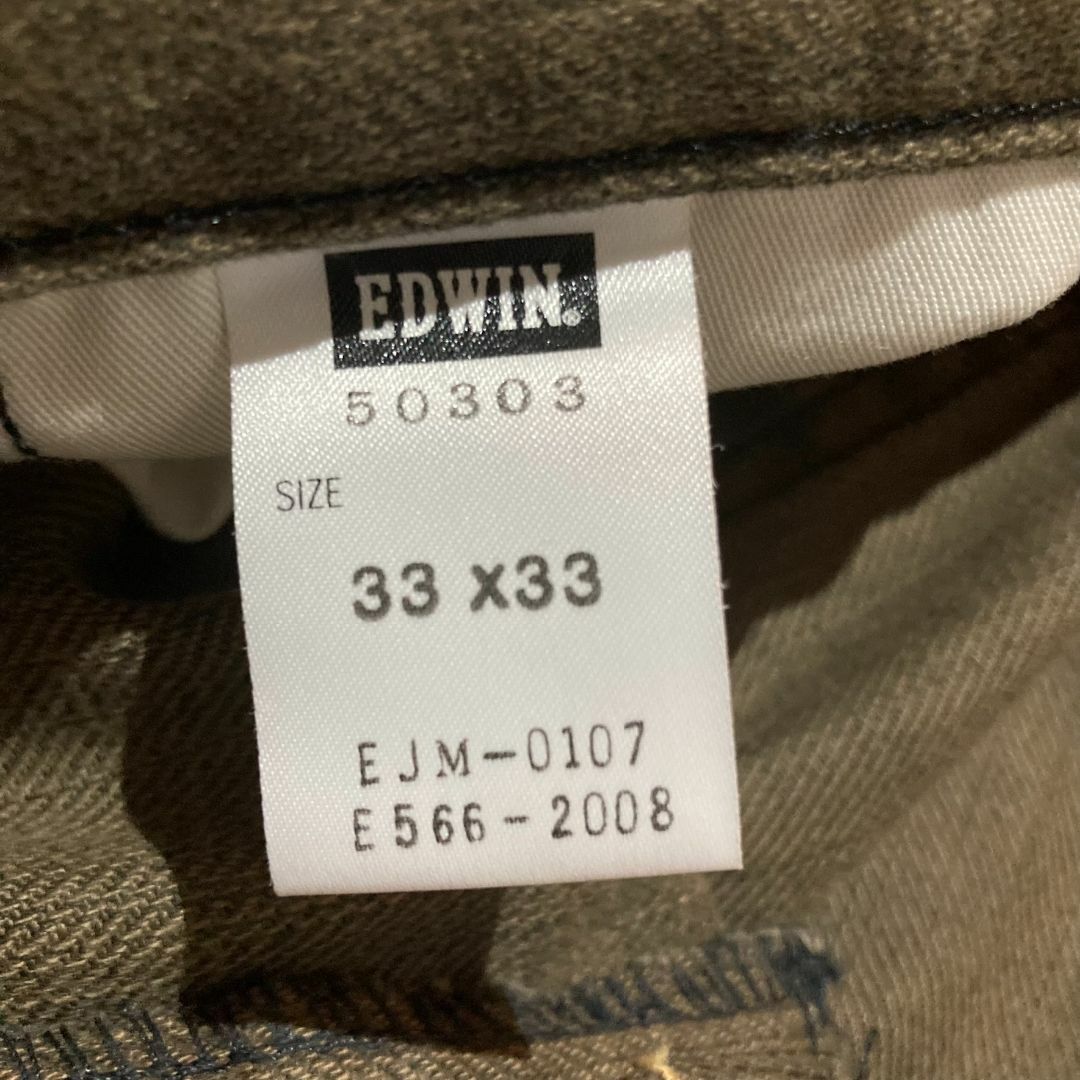 EDWIN.
50303
SIZE
33 x33
EJM-0107
E566-2008